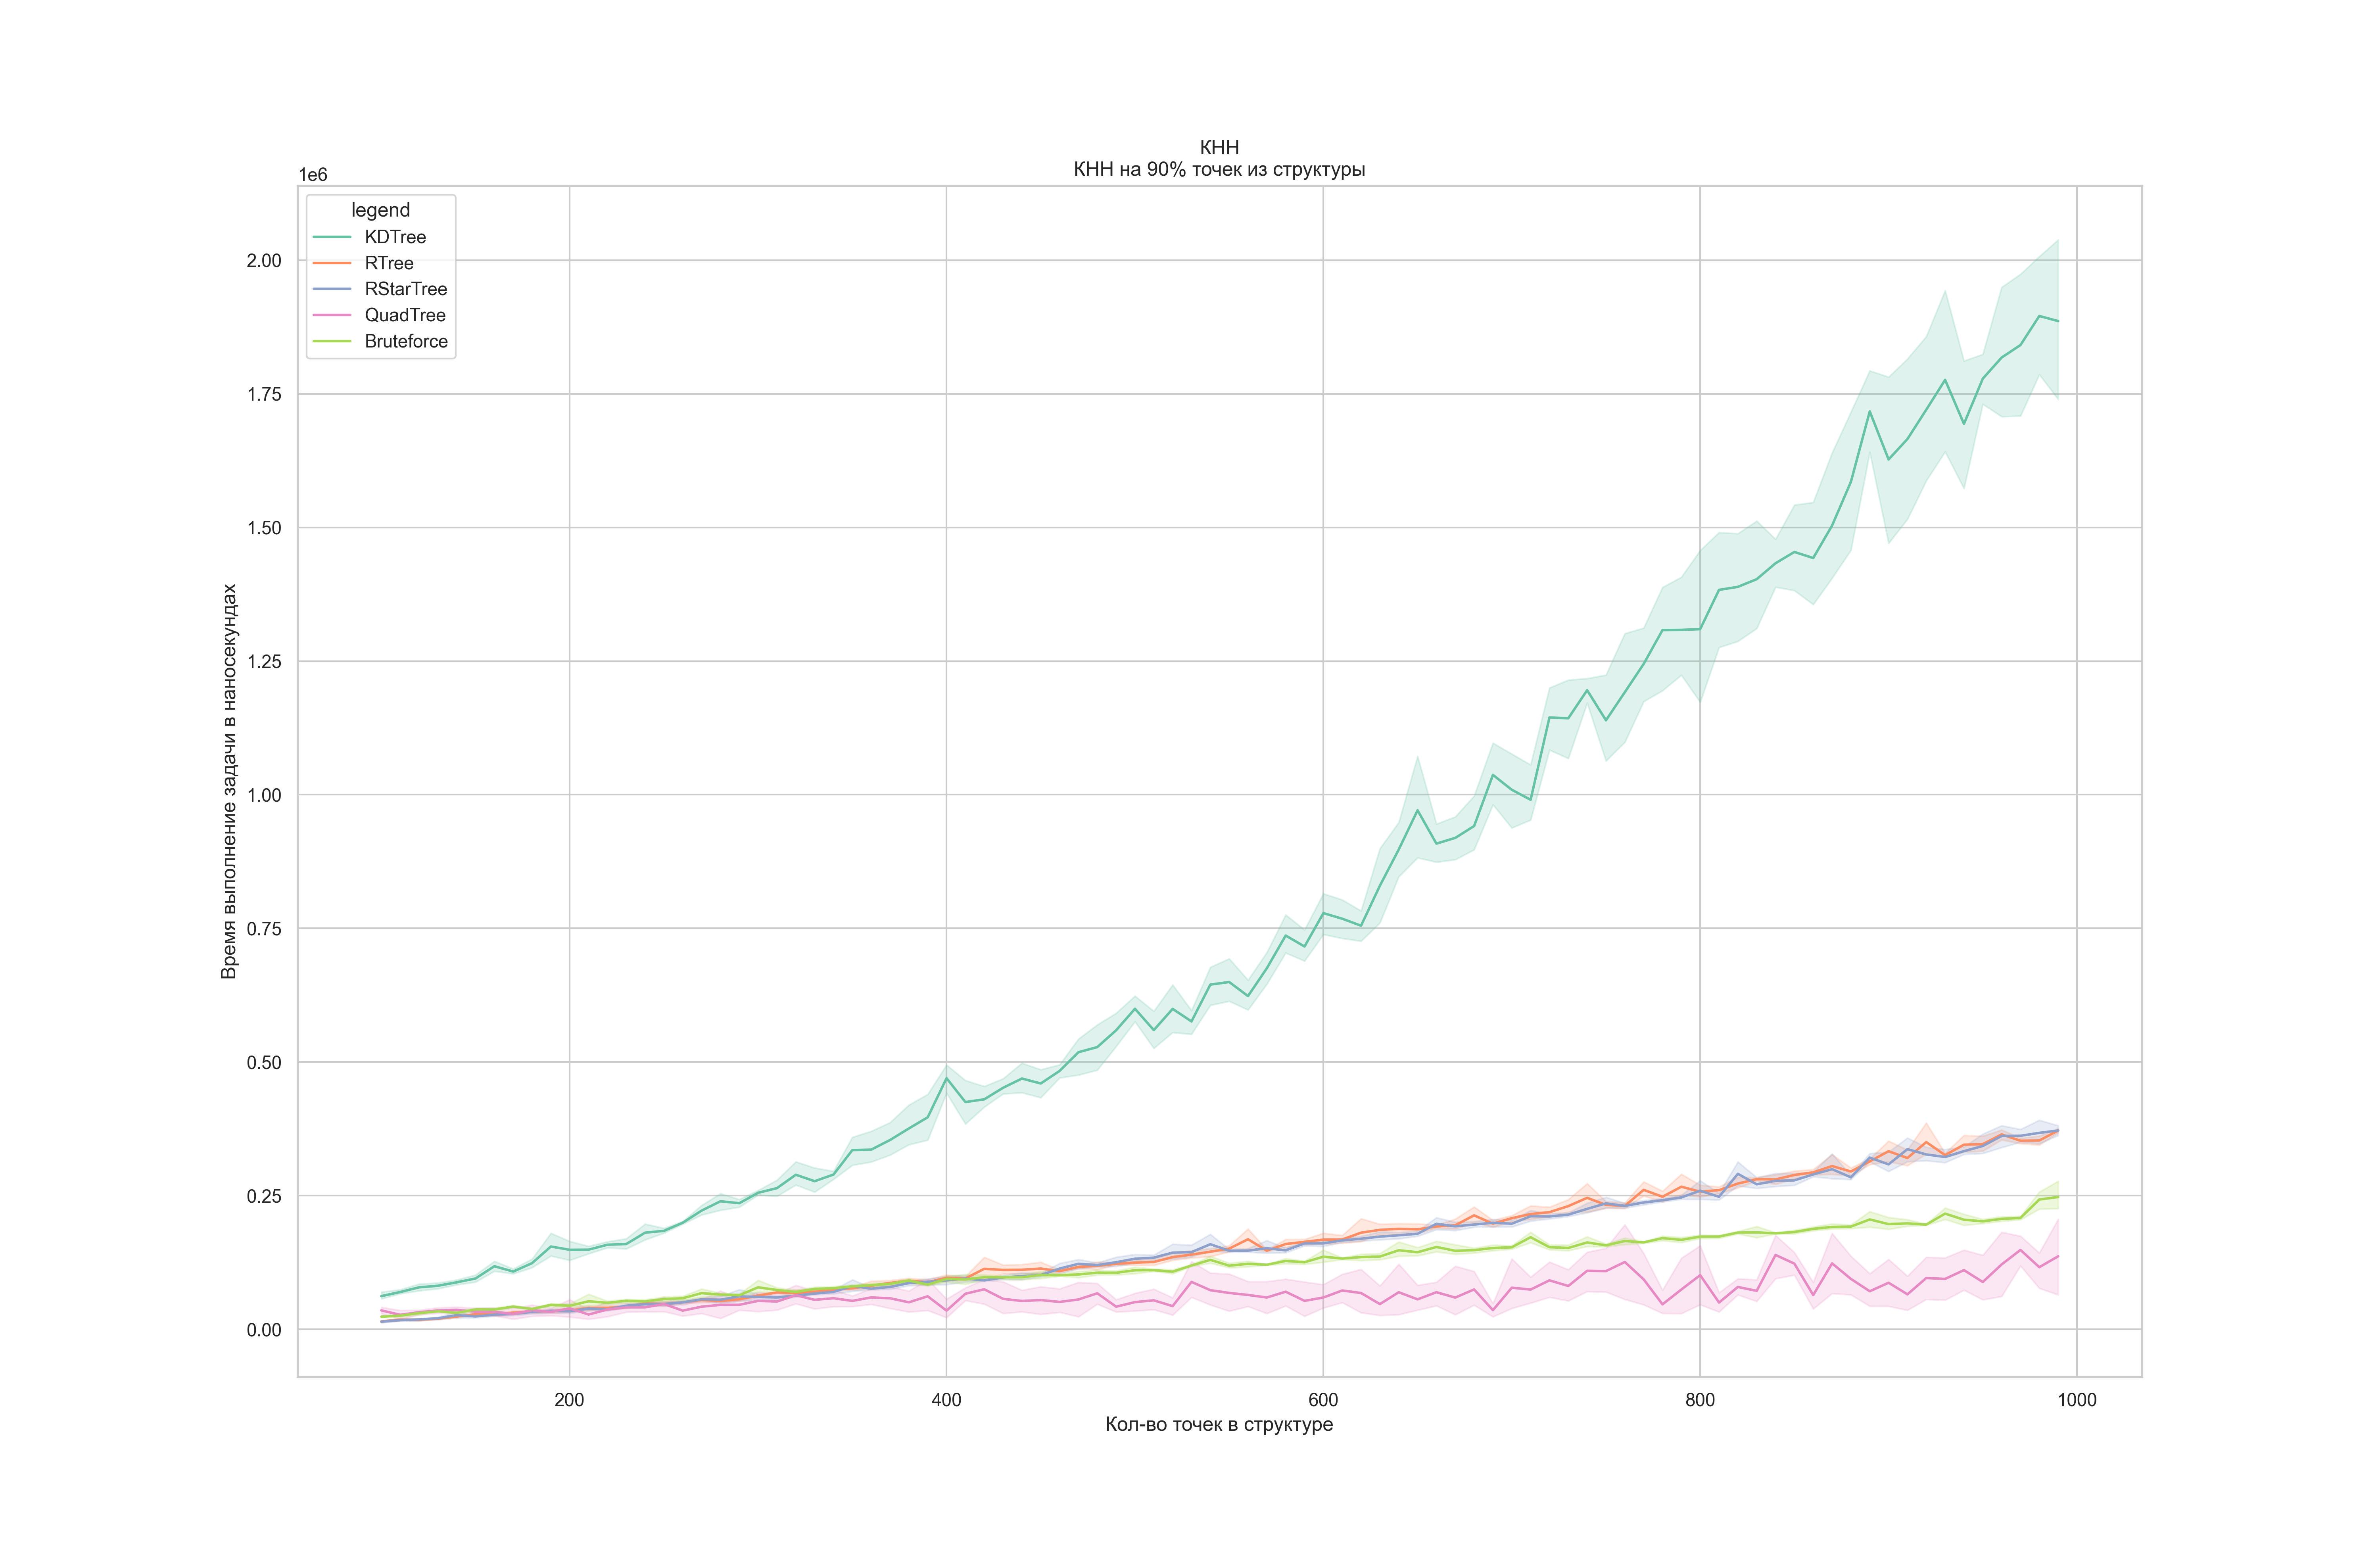 КНН
КНН на 90% точек из структуры
1e6
legend
KDTree
RTree
RStarTree
QuadTree
Bruteforce
2.00
1.75
1.50
1.25
1.00
0.75
0.50
0.25
0.00
Время выполнение задачи в наносекундах
200 400 600 800 1000
Кол-во точек в структуре